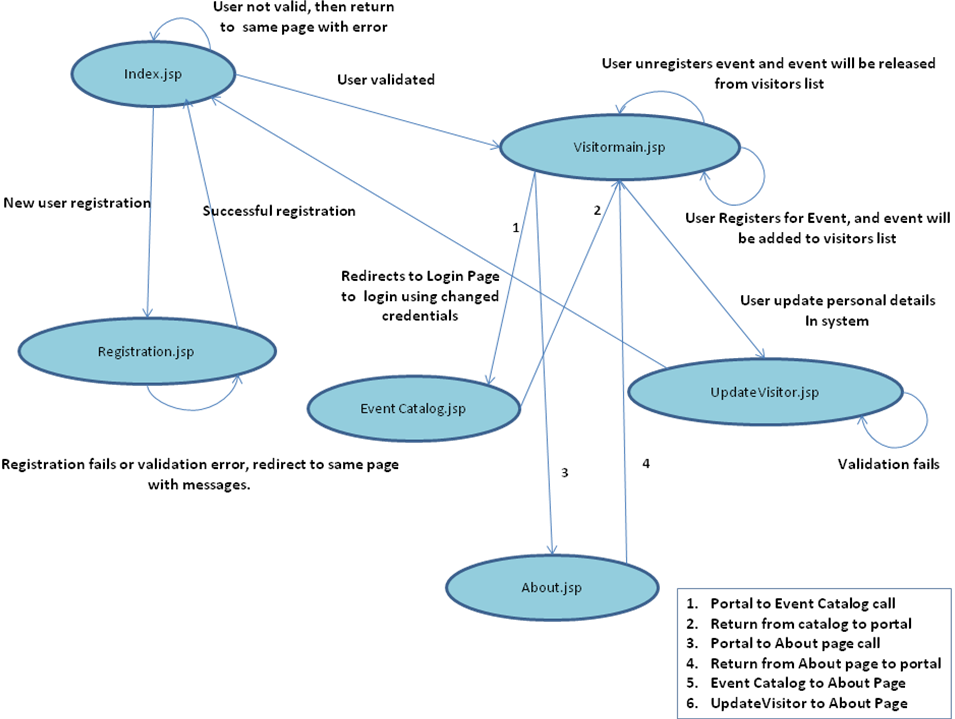 User not valid, then return
to same page with error
Index.jsp
User validated
User unregisters event and event will be released
from visitors list
Visitormain.jsp
New user registration
Successful registration
1
2
User Registers for Event, and event will
be added to visitors list
Redirects to Login Page
to login using changed
credentials
User update personal details
In system
Registration.jsp
Event Catalog.jsp
UpdateVisitor.jsp
Registration fails or validation error, redirect to same page
with messages.
3
4
Validation fails
About.jsp
1. Portal to Event Catalog call
2. Return from catalog to portal
3. Portal to About page call
4. Return from About page to portal
5. Event Catalog to About Page
6. UpdateVisitor to About Page